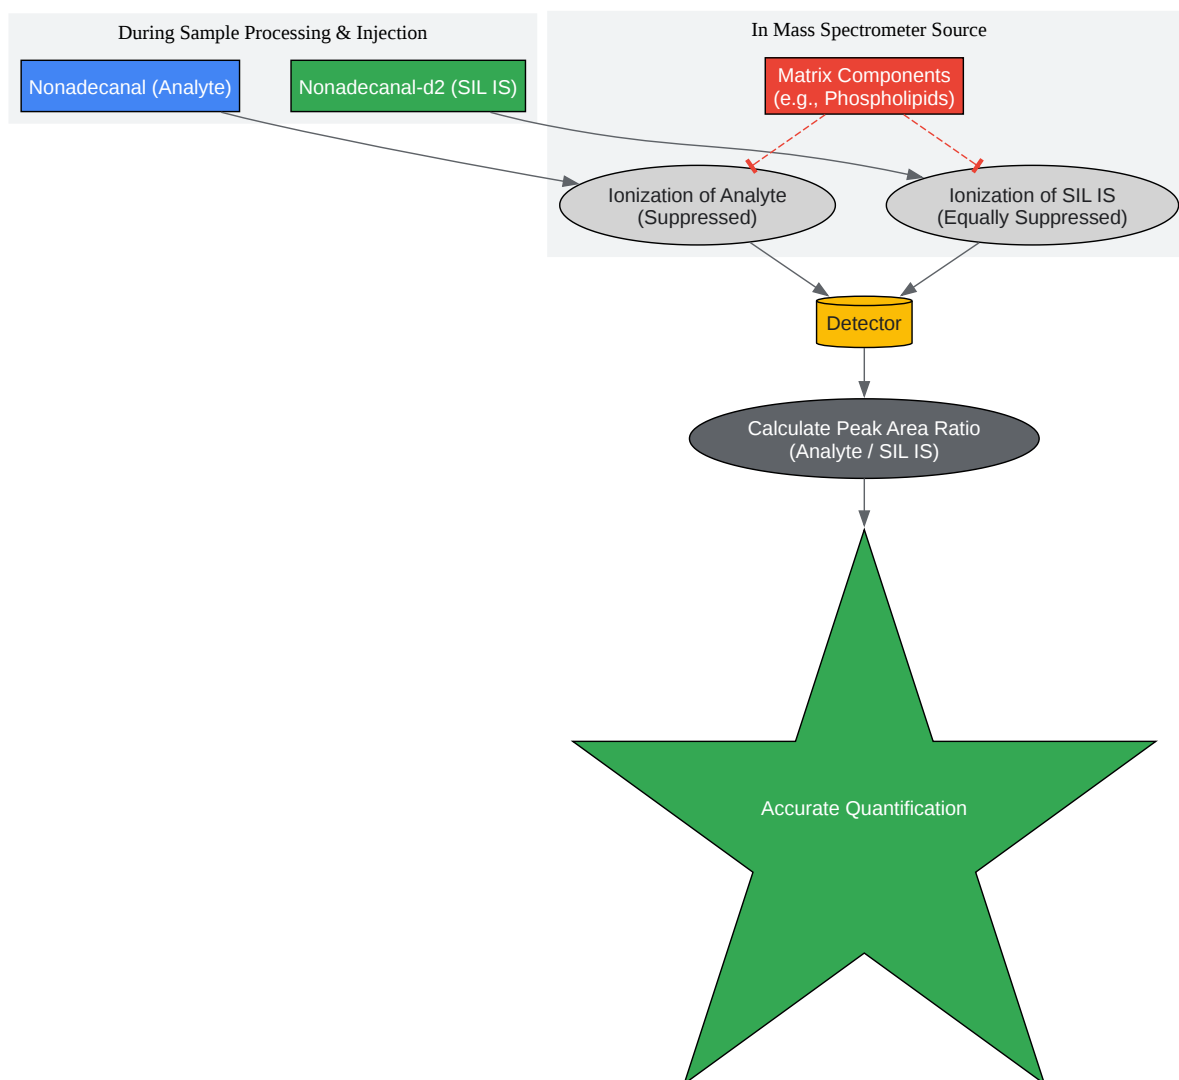 During Sample Processing & Injection
In Mass Spectrometer Source
Nonadecanal (Analyte)
Nonadecanal-d2 (SIL IS)
Matrix Components
(e.g., Phospholipids)
Ionization of Analyte
(Suppressed)
Ionization of SIL IS
(Equally Suppressed)
Detector
Calculate Peak Area Ratio
(Analyte / SIL IS)
Accurate Quantification